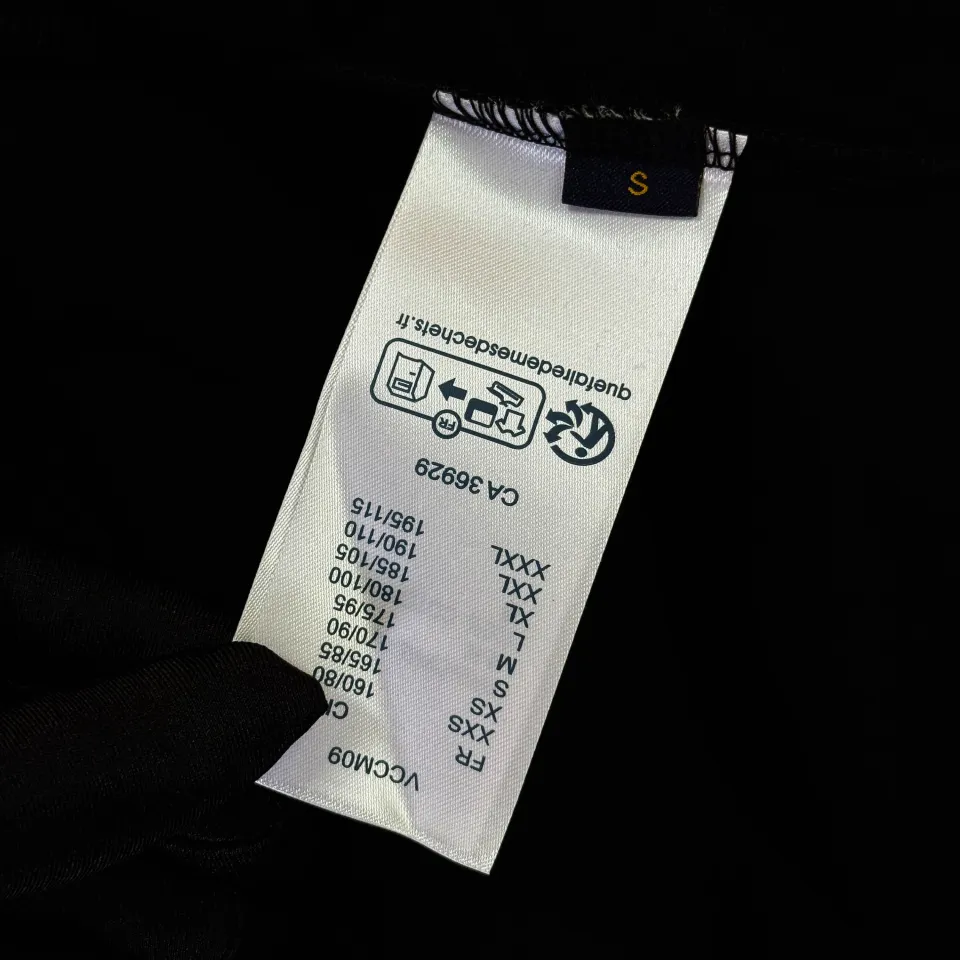 S
VCCM09
FR
XXS 160/80
XS 165/85
S 170/90
M 175/95
L 180/100
XL 185/105
XXL 190/110
XXXL 195/115
CA 36929
FR
quefairedemesdechets.fr